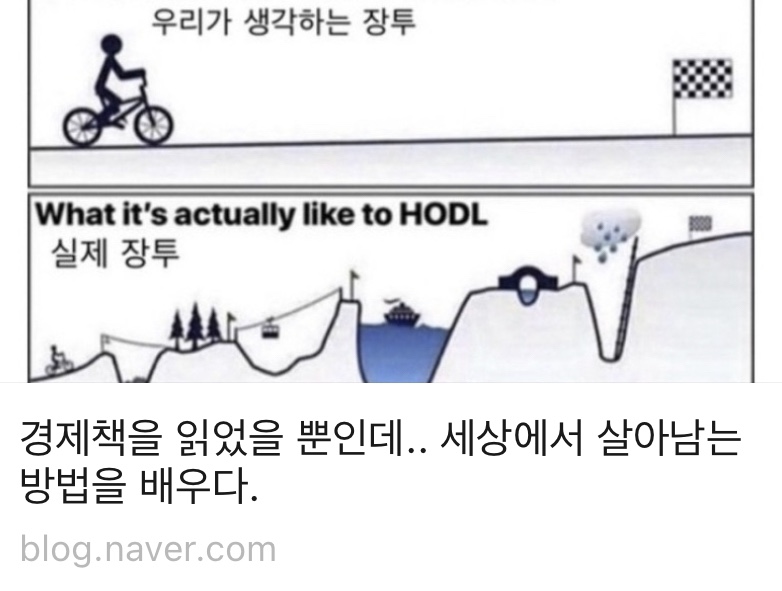 우리가 생각하는 장투
What it's actually like to HODL
실제 장투
경제책을 읽었을 뿐인데.. 세상에서 살아남는
방법을 배우다.
blog.naver.com